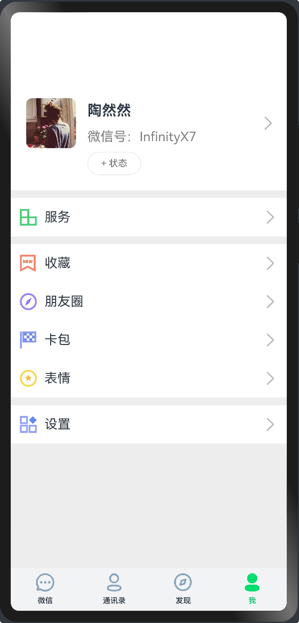 陶然然
微信号：InfinityX7
+ 状态
服务
NEW
收藏
朋友圈
卡包
表情
设置
微信
通讯录
发现
我